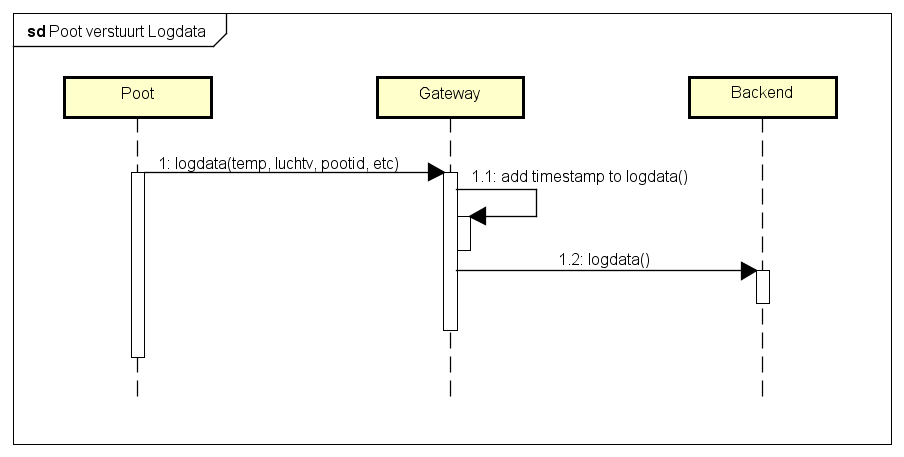 sd Poot verstuurt Logdata
Poot
Gateway
Backend
1: logdata(temp, luchtv, pootid, etc)
1.1: add timestamp to logdata()
1.2: logdata()